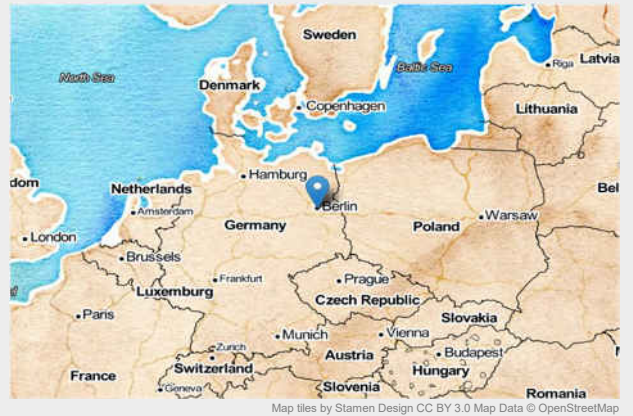 Sweden
North Sea
Baltic Sea
Riga
Latvia
Denmark
Copenhagen
Lithuania
Hamburg
dom
Netherlands
Bel
Berlin
Amsterdam
Germany
Poland
Warsaw
London
Brussels
Frankfurt
Prague
Luxemburg
Czech Republic
Paris
Slovakia
Munich
Vienna
Zurich
Budapest
Austria
Switzerland
Hungary
France
Geneva
Slovenia
Romania
Map tiles by Stamen Design CC BY 3.0 Map Data © OpenStreetMap